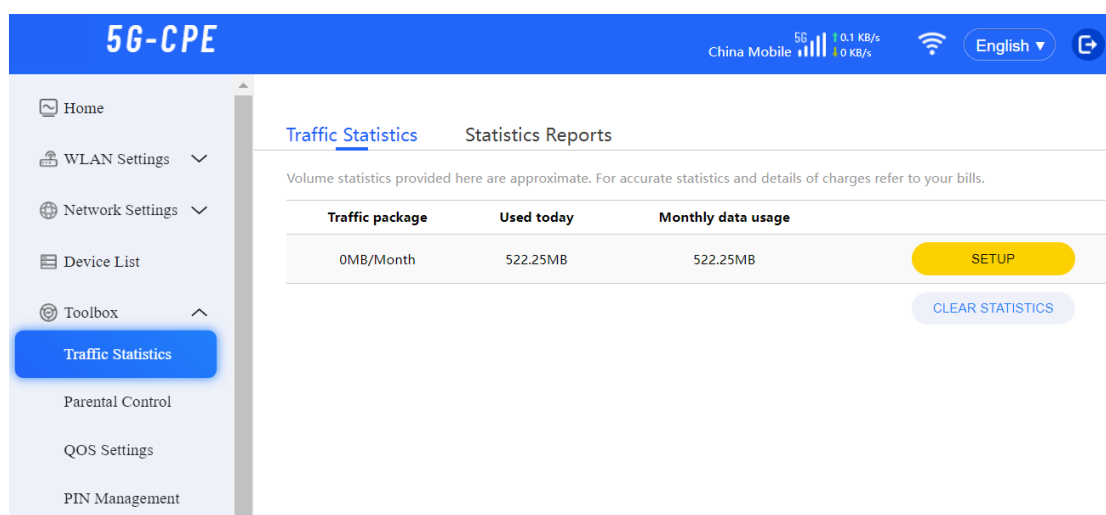 5G-CPE
China Mobile 5G 0.1 KB/s
0 KB/s
English
Home
WLAN Settings
Network Settings
Device List
Toolbox
Traffic Statistics
Parental Control
QOS Settings
PIN Management
Traffic Statistics Statistics Reports
Volume statistics provided here are approximate. For accurate statistics and details of charges refer to your bills.
Traffic package Used today Monthly data usage
0MB/Month 522.25MB 522.25MB SETUP
CLEAR STATISTICS